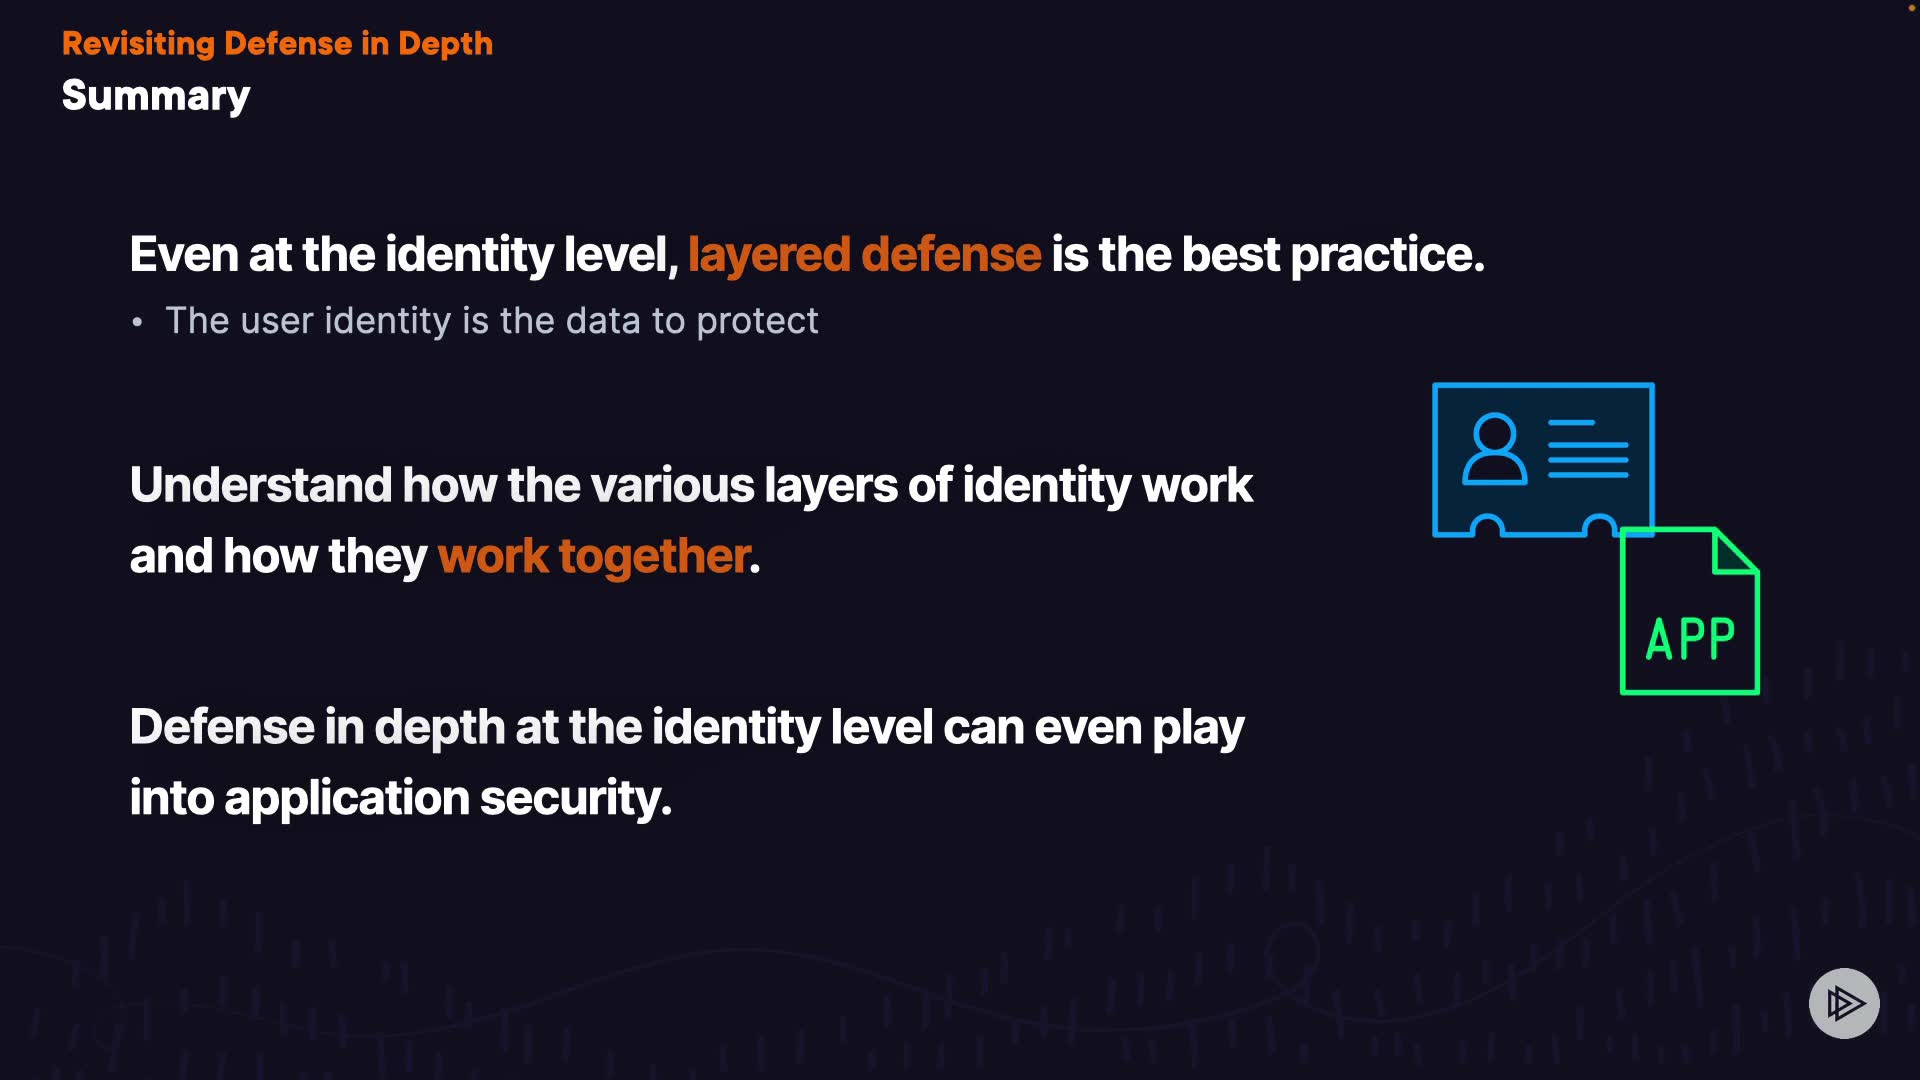 Revisiting Defense in Depth
Summary
Even at the identity level, layered defense is the best practice.
• The user identity is the data to protect
Understand how the various layers of identity work
and how they work together.
APP
Defense in depth at the identity level can even play
into application security.